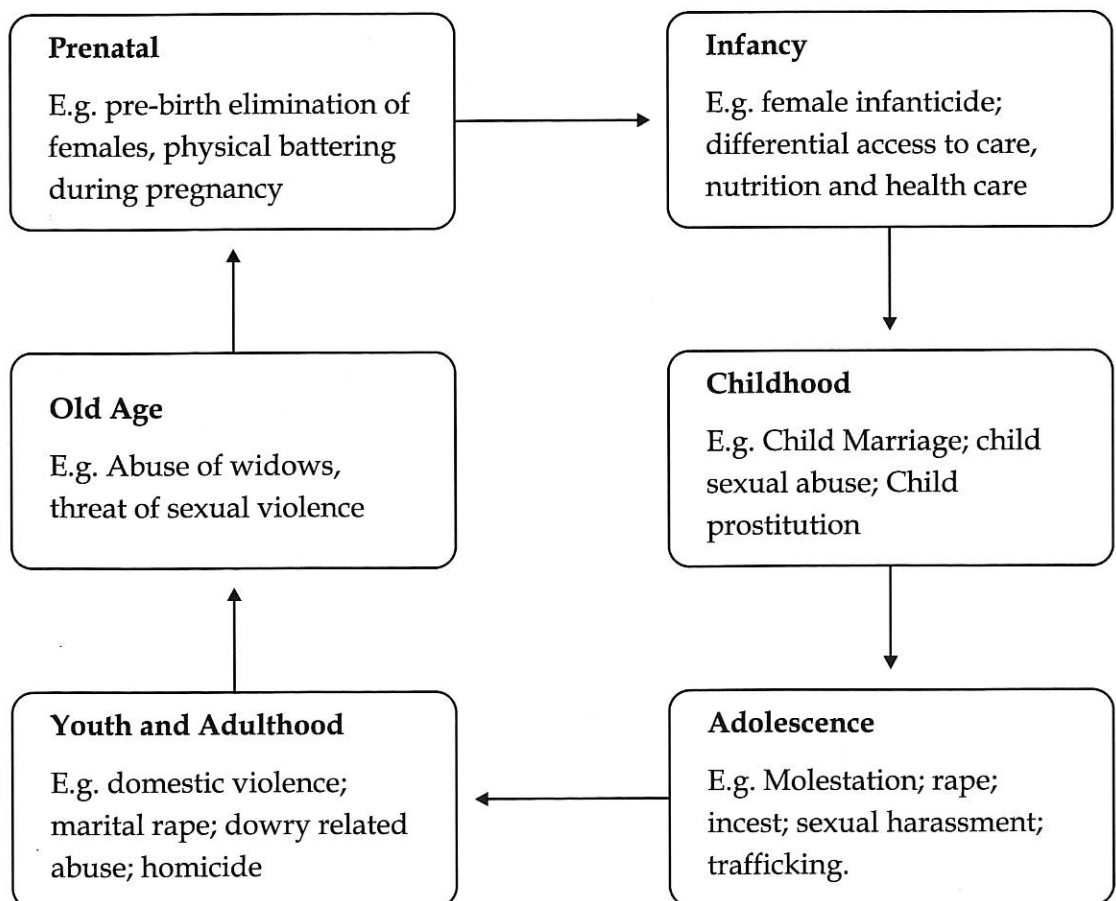 Prenatal
E.g. pre-birth elimination of
females, physical battering
during pregnancy
Infancy
E.g. female infanticide;
differential access to care,
nutrition and health care
Childhood
E.g. Child Marriage; child
sexual abuse; Child
prostitution
Adolescence
E.g. Molestation; rape;
incest; sexual harassment;
trafficking.
Youth and Adulthood
E.g. domestic violence;
marital rape; dowry related
abuse; homicide
Old Age
E.g. Abuse of widows,
threat of sexual violence